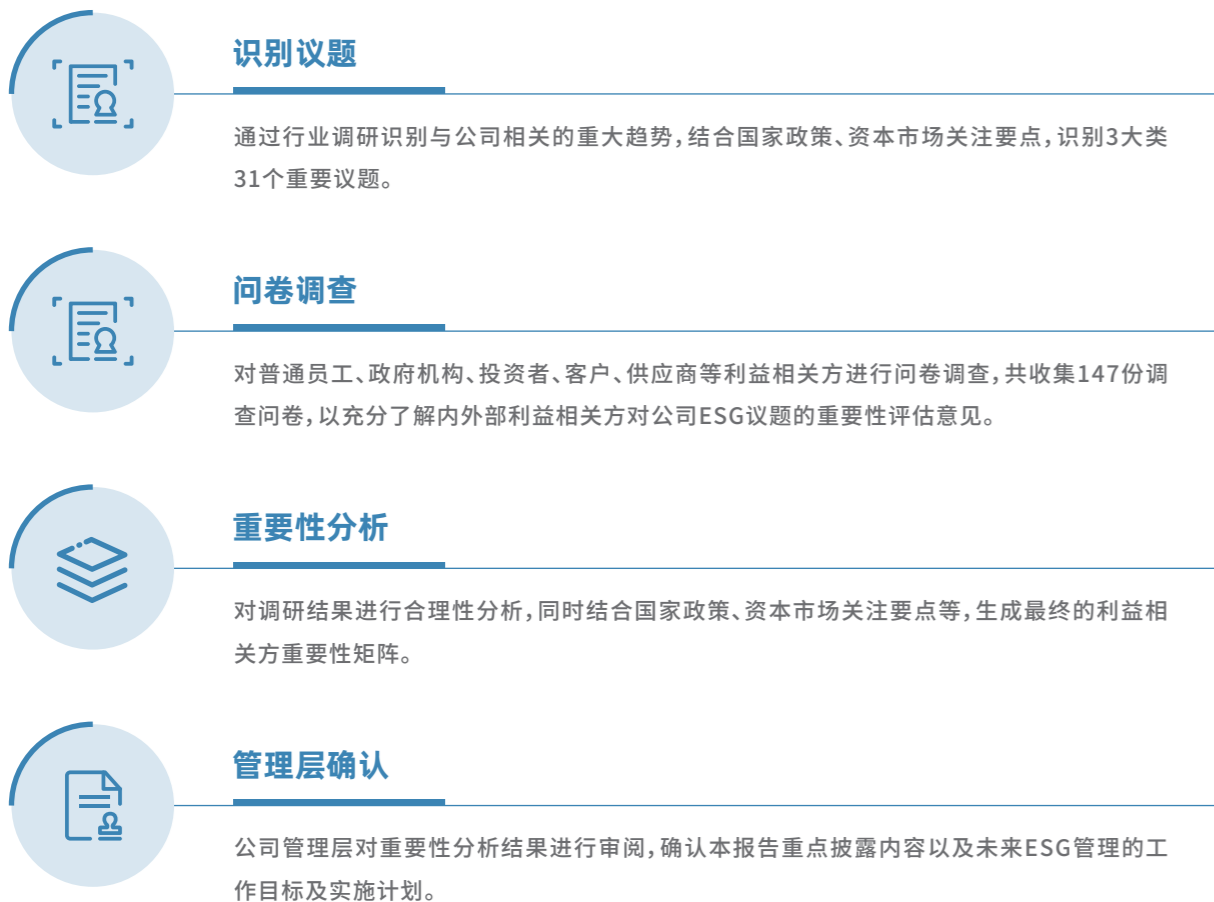 识别议题
通过行业调研识别与公司相关的重大趋势,结合国家政策、资本市场关注要点,识别3大类
31个重要议题。
问卷调查
对普通员工、政府机构、投资者、客户、供应商等利益相关方进行问卷调查,共收集147份调
查问卷,以充分了解内外部利益相关方对公司ESG议题的重要性评估意见。
重要性分析
对调研结果进行合理性分析,同时结合国家政策、资本市场关注要点等,生成最终的利益相
关方重要性矩阵。
管理层确认
公司管理层对重要性分析结果进行审阅,确认本报告重点披露内容以及未来ESG管理的工
作目标及实施计划。